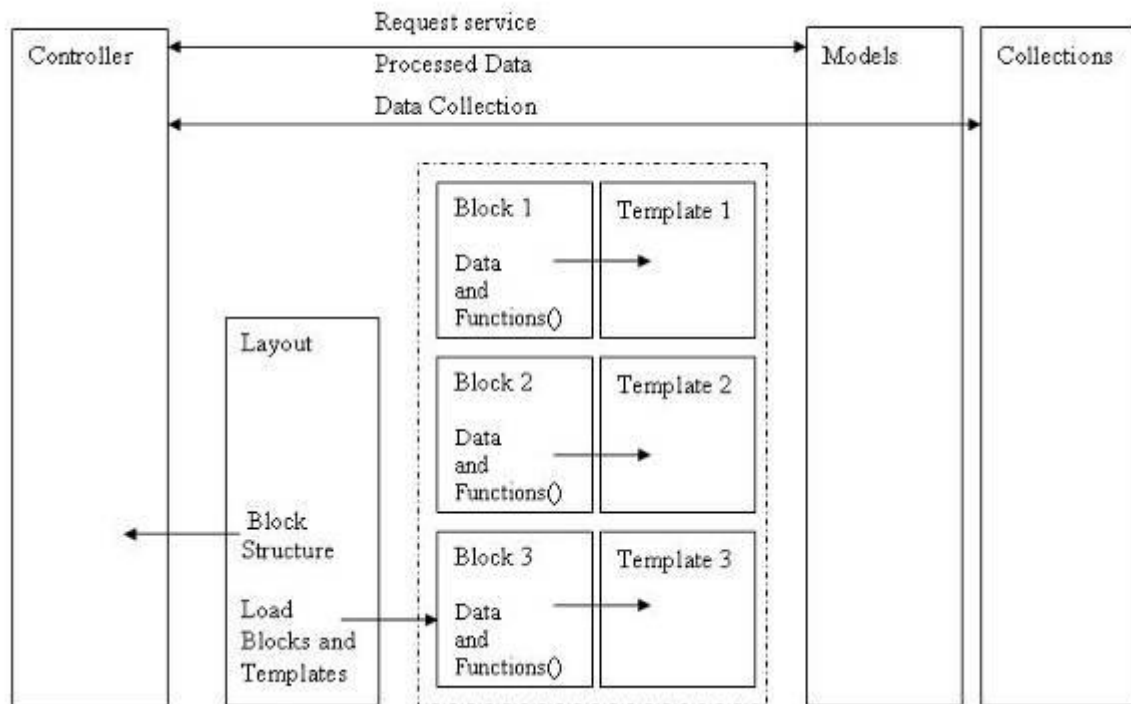 Request service
Controller
Processed Data
Models
Collections
Data Collection
Block 1
Template 1
Data
and
Functions()
Layout
Block 2
Template 2
Data
and
Functions()
Block
Structure
Block 3
Template 3
Load
Blocks and
Templates
Data
and
Functions()